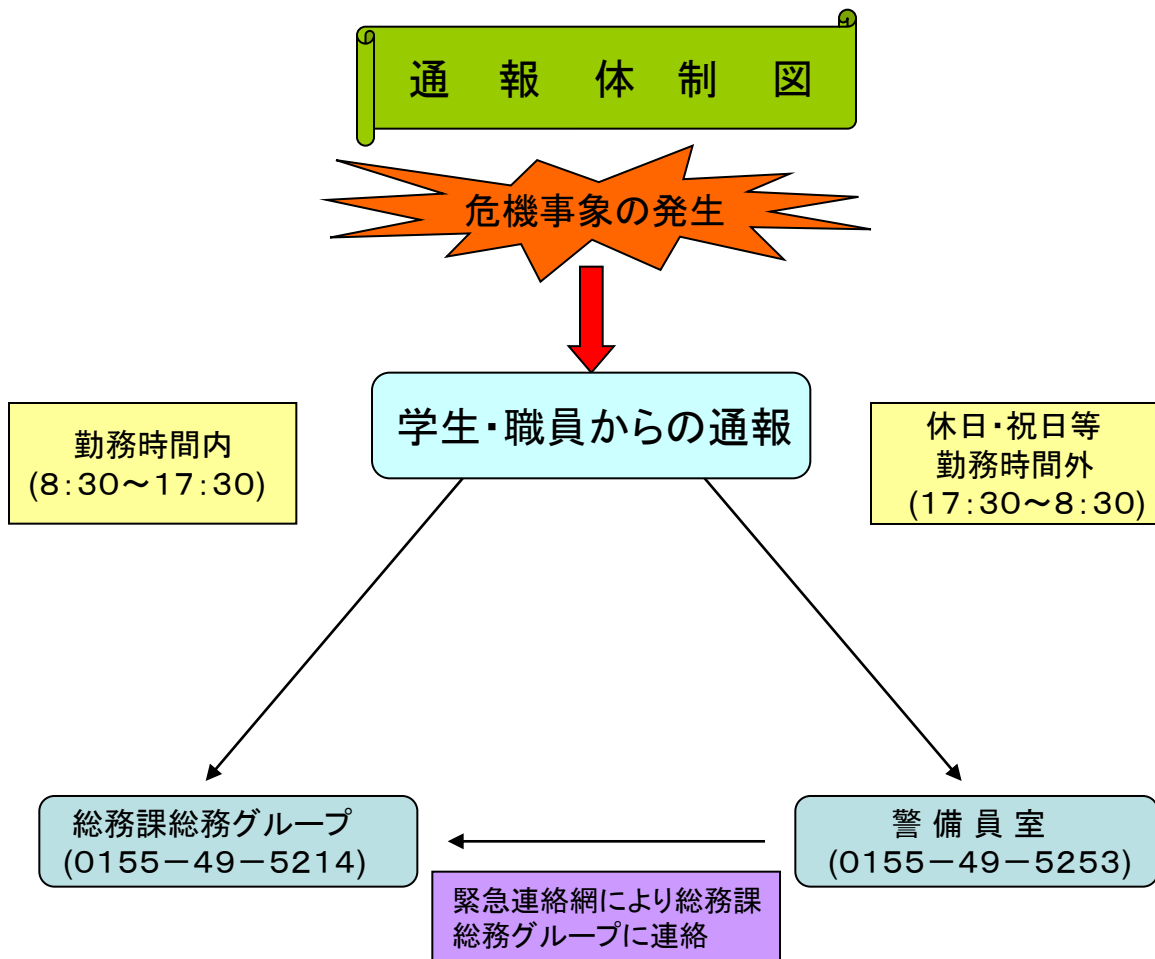 通 報 体 制 図
危機事象の発生
学生・職員からの通報
勤務時間内
(8:30～17:30)
休日・祝日等
勤務時間外
(17:30～8:30)
総務課総務グループ
(0155－49－5214)
警 備 員 室
(0155－49－5253)
緊急連絡網により総務課
総務グループに連絡